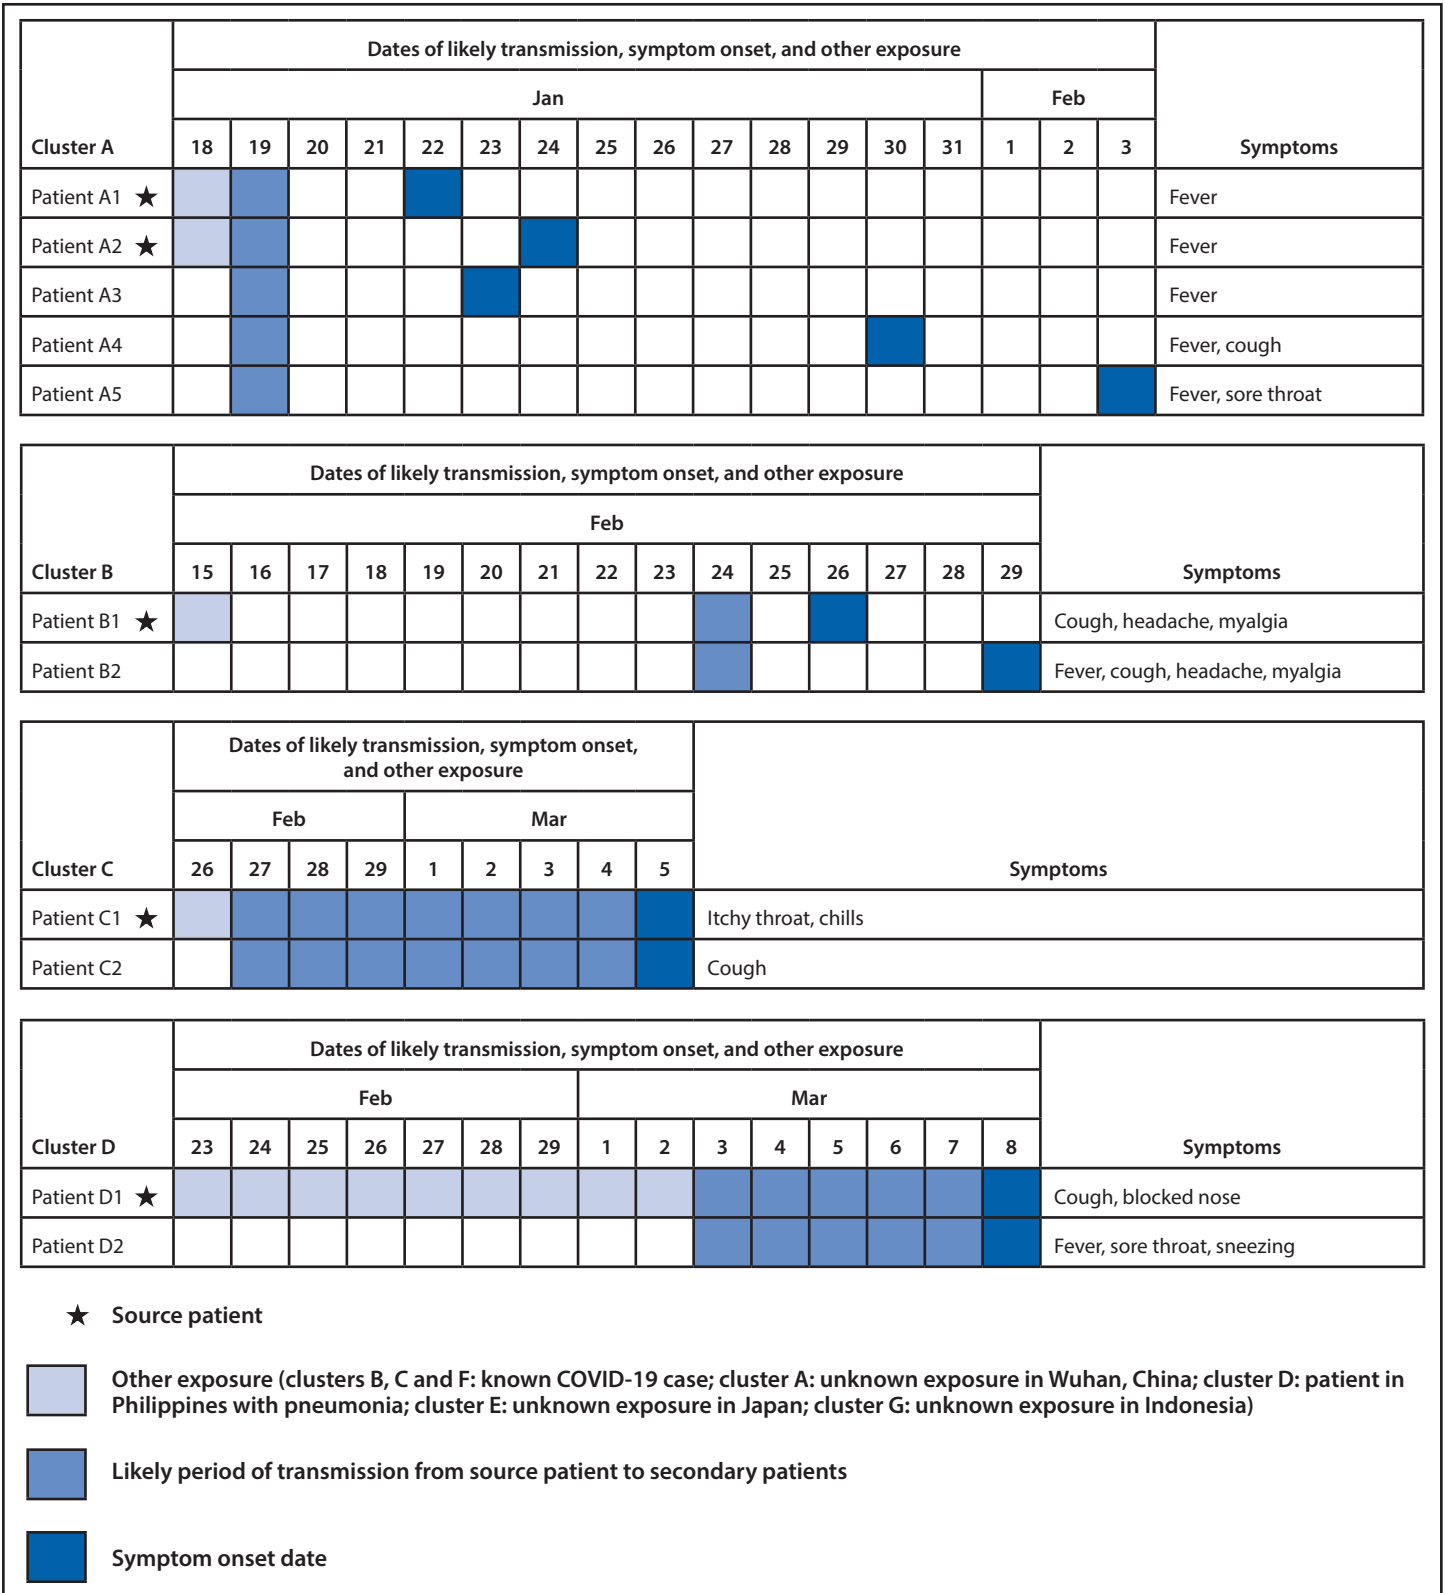 Dates of likely transmission, symptom onset, and other exposure
Jan Feb
Cluster A 18 19 20 21 22 23 24 25 26 27 28 29 30 31 1 2 3 Symptoms
Patient A1 ★ Fever
Patient A2 ★ Fever
Patient A3 Fever
Patient A4 Fever, cough
Patient A5 Fever, sore throat
Dates of likely transmission, symptom onset, and other exposure
Feb
Cluster B 15 16 17 18 19 20 21 22 23 24 25 26 27 28 29 Symptoms
Patient B1 ★ Cough, headache, myalgia
Patient B2 Fever, cough, headache, myalgia
Dates of likely transmission, symptom onset,
and other exposure
Feb Mar
Cluster C 26 27 28 29 1 2 3 4 5 Symptoms
Patient C1 ★ Itchy throat, chills
Patient C2 Cough
Dates of likely transmission, symptom onset, and other exposure
Feb Mar
Cluster D 23 24 25 26 27 28 29 1 2 3 4 5 6 7 8 Symptoms
Patient D1 ★ Cough, blocked nose
Patient D2 Fever, sore throat, sneezing
★ Source patient
Other exposure (clusters B, C and F: known COVID-19 case; cluster A: unknown exposure in Wuhan, China; cluster D: patient in
Philippines with pneumonia; cluster E: unknown exposure in Japan; cluster G: unknown exposure in Indonesia)
Likely period of transmission from source patient to secondary patients
Symptom onset date